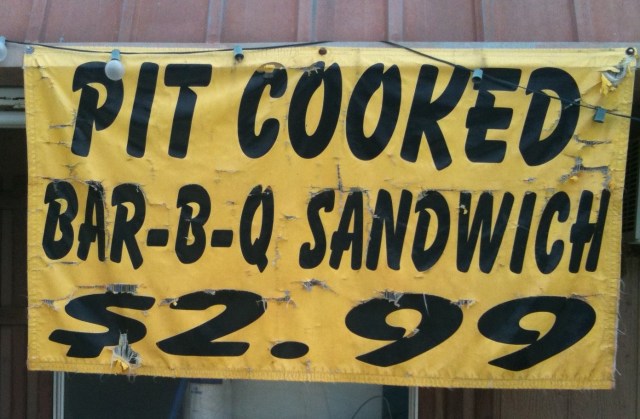 PIT COOKED
BAR-B-Q SANDWICH
$2.99